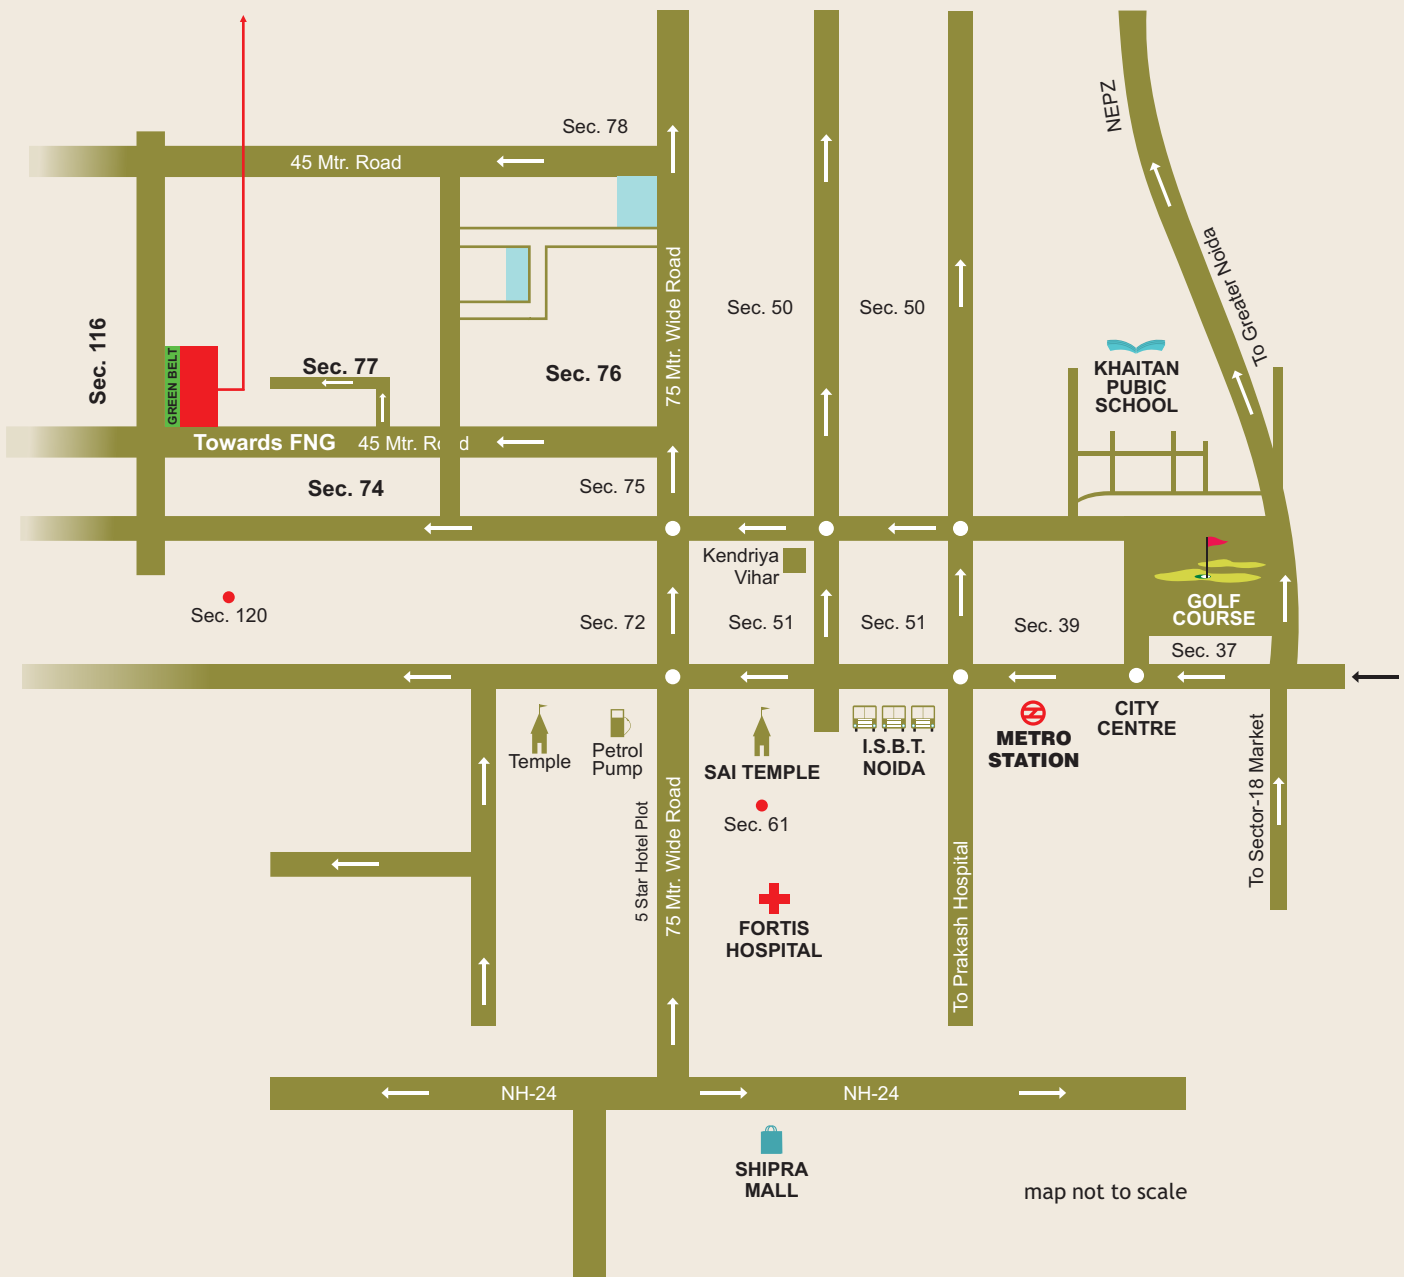 NEPZ
Sec. 78
45 Mtr. Road
To Greater Noida
75 Mtr. Wide Road
Sec. 50
Sec. 50
Sec. 116
GREEN BELT
Sec. 77
Sec. 76
KHAITAN
PUBIC
SCHOOL
Towards FNG
45 Mtr. Road
Sec. 74
Sec. 75
Kendriya
Vihar
Sec. 120
Sec. 72
Sec. 51
Sec. 51
Sec. 39
GOLF
COURSE
Sec. 37
CITY
CENTRE
METRO
STATION
I.S.B.T.
NOIDA
SAI TEMPLE
Petrol
Pump
Temple
To Sector-18 Market
5 Star Hotel Plot
75 Mtr. Wide Road
Sec. 61
To Prakash Hospital
FORTIS
HOSPITAL
NH-24
NH-24
SHIPRA
MALL
map not to scale